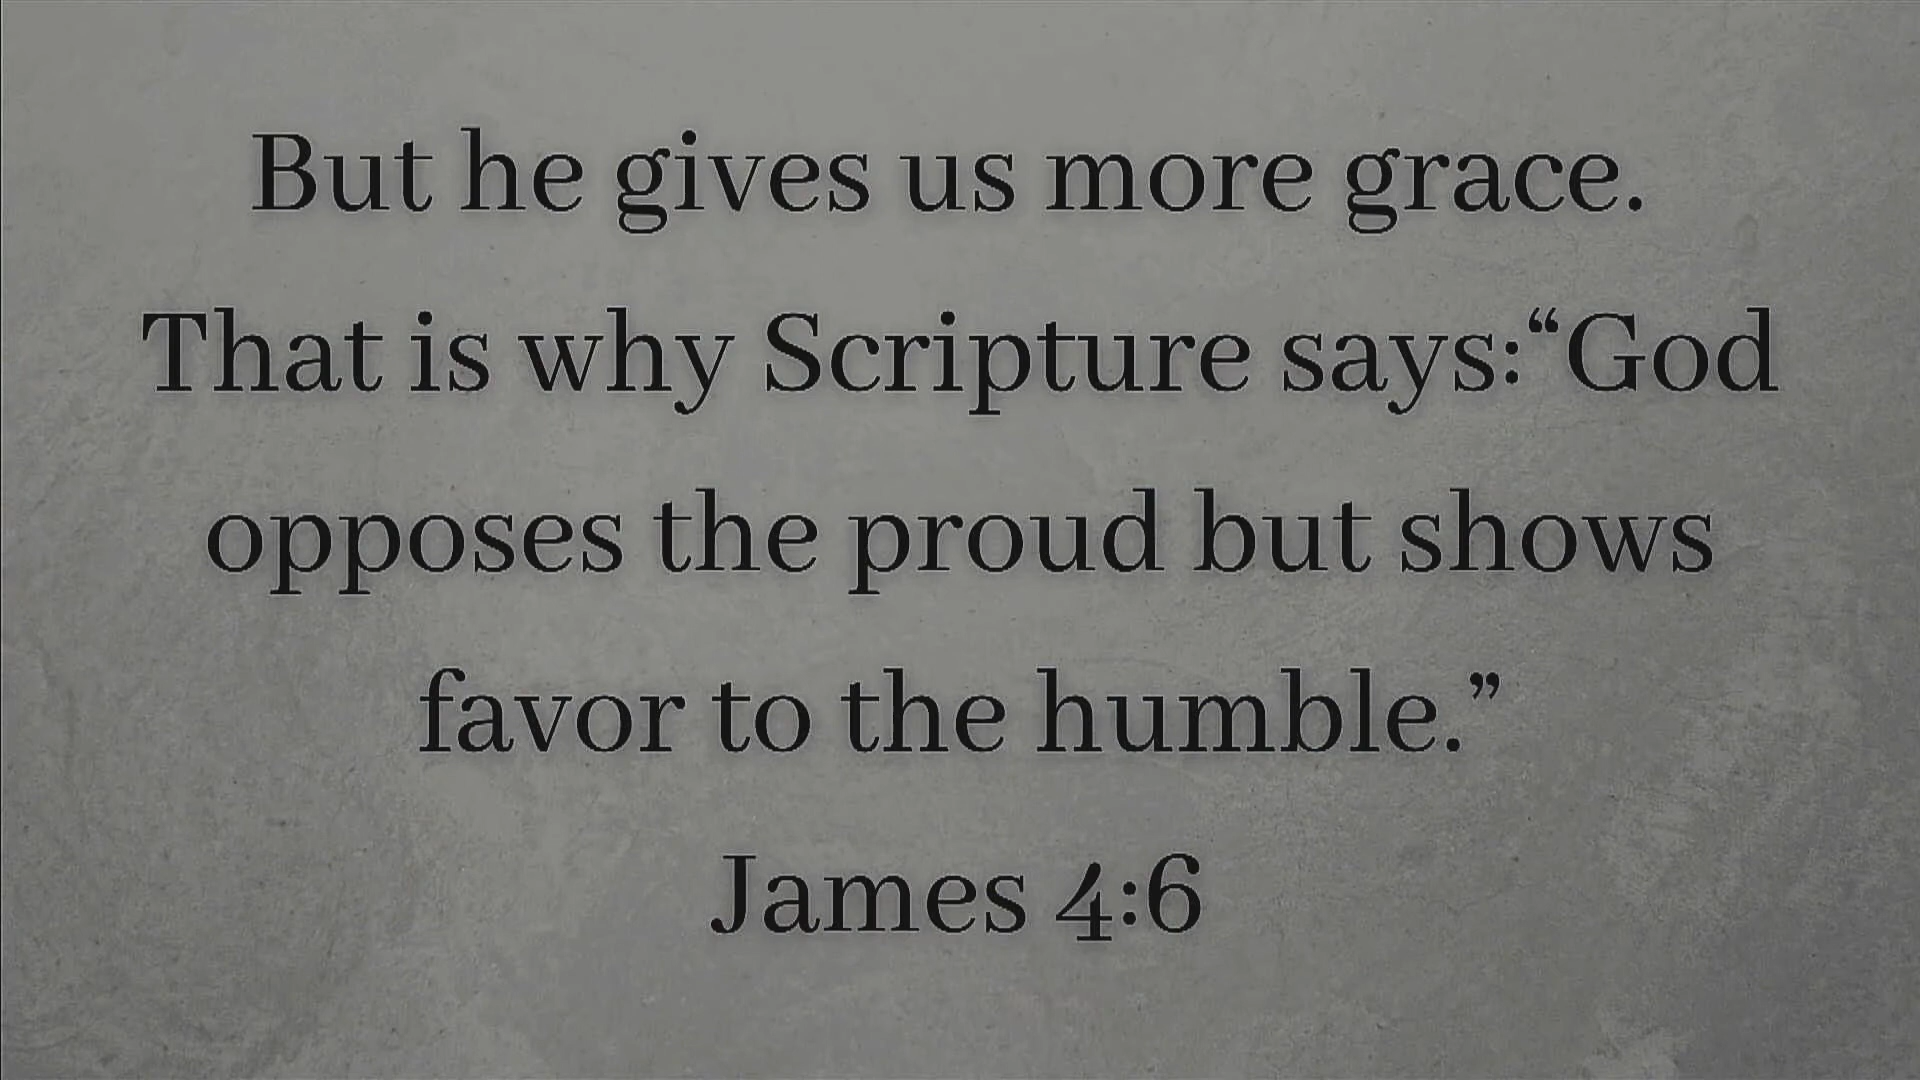 But he gives us more grace.
That is why Scripture says:“God
opposes the proud but shows
favor to the humble.”
James 4:6